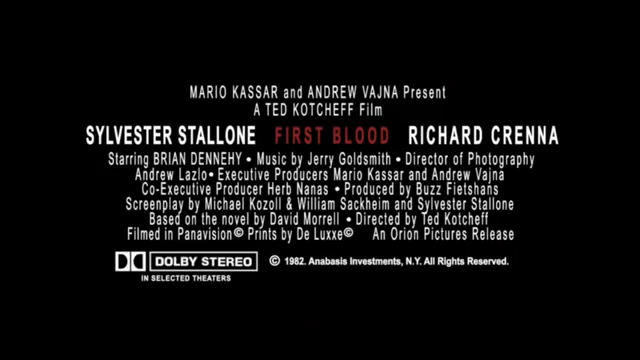 MARIO KASSAR and ANDREW VAJNA Present
A TED KOTCHEFF Film
SYLVESTER STALLONE FIRST BLOOD RICHARD CRENNA
Starring BRIAN DENNEHY • Music by Jerry Goldsmith • Director of Photography
Andrew Lazlo • Executive Producers Mario Kassar and Andrew Vajna
Co-Executive Producer Herb Nanas • Produced by Buzz Fietshans
Screenplay by Michael Kozoll & William Sackheim and Sylvester Stallone
Based on the novel by David Morrell • Directed by Ted Kotcheff
Filmed in Panavision© Prints by De Luxxe© An Orion Pictures Release
DOLBY STEREO © 1982. Anabasis Investments, N.Y. All Rights Reserved.
IN SELECTED THEATERS